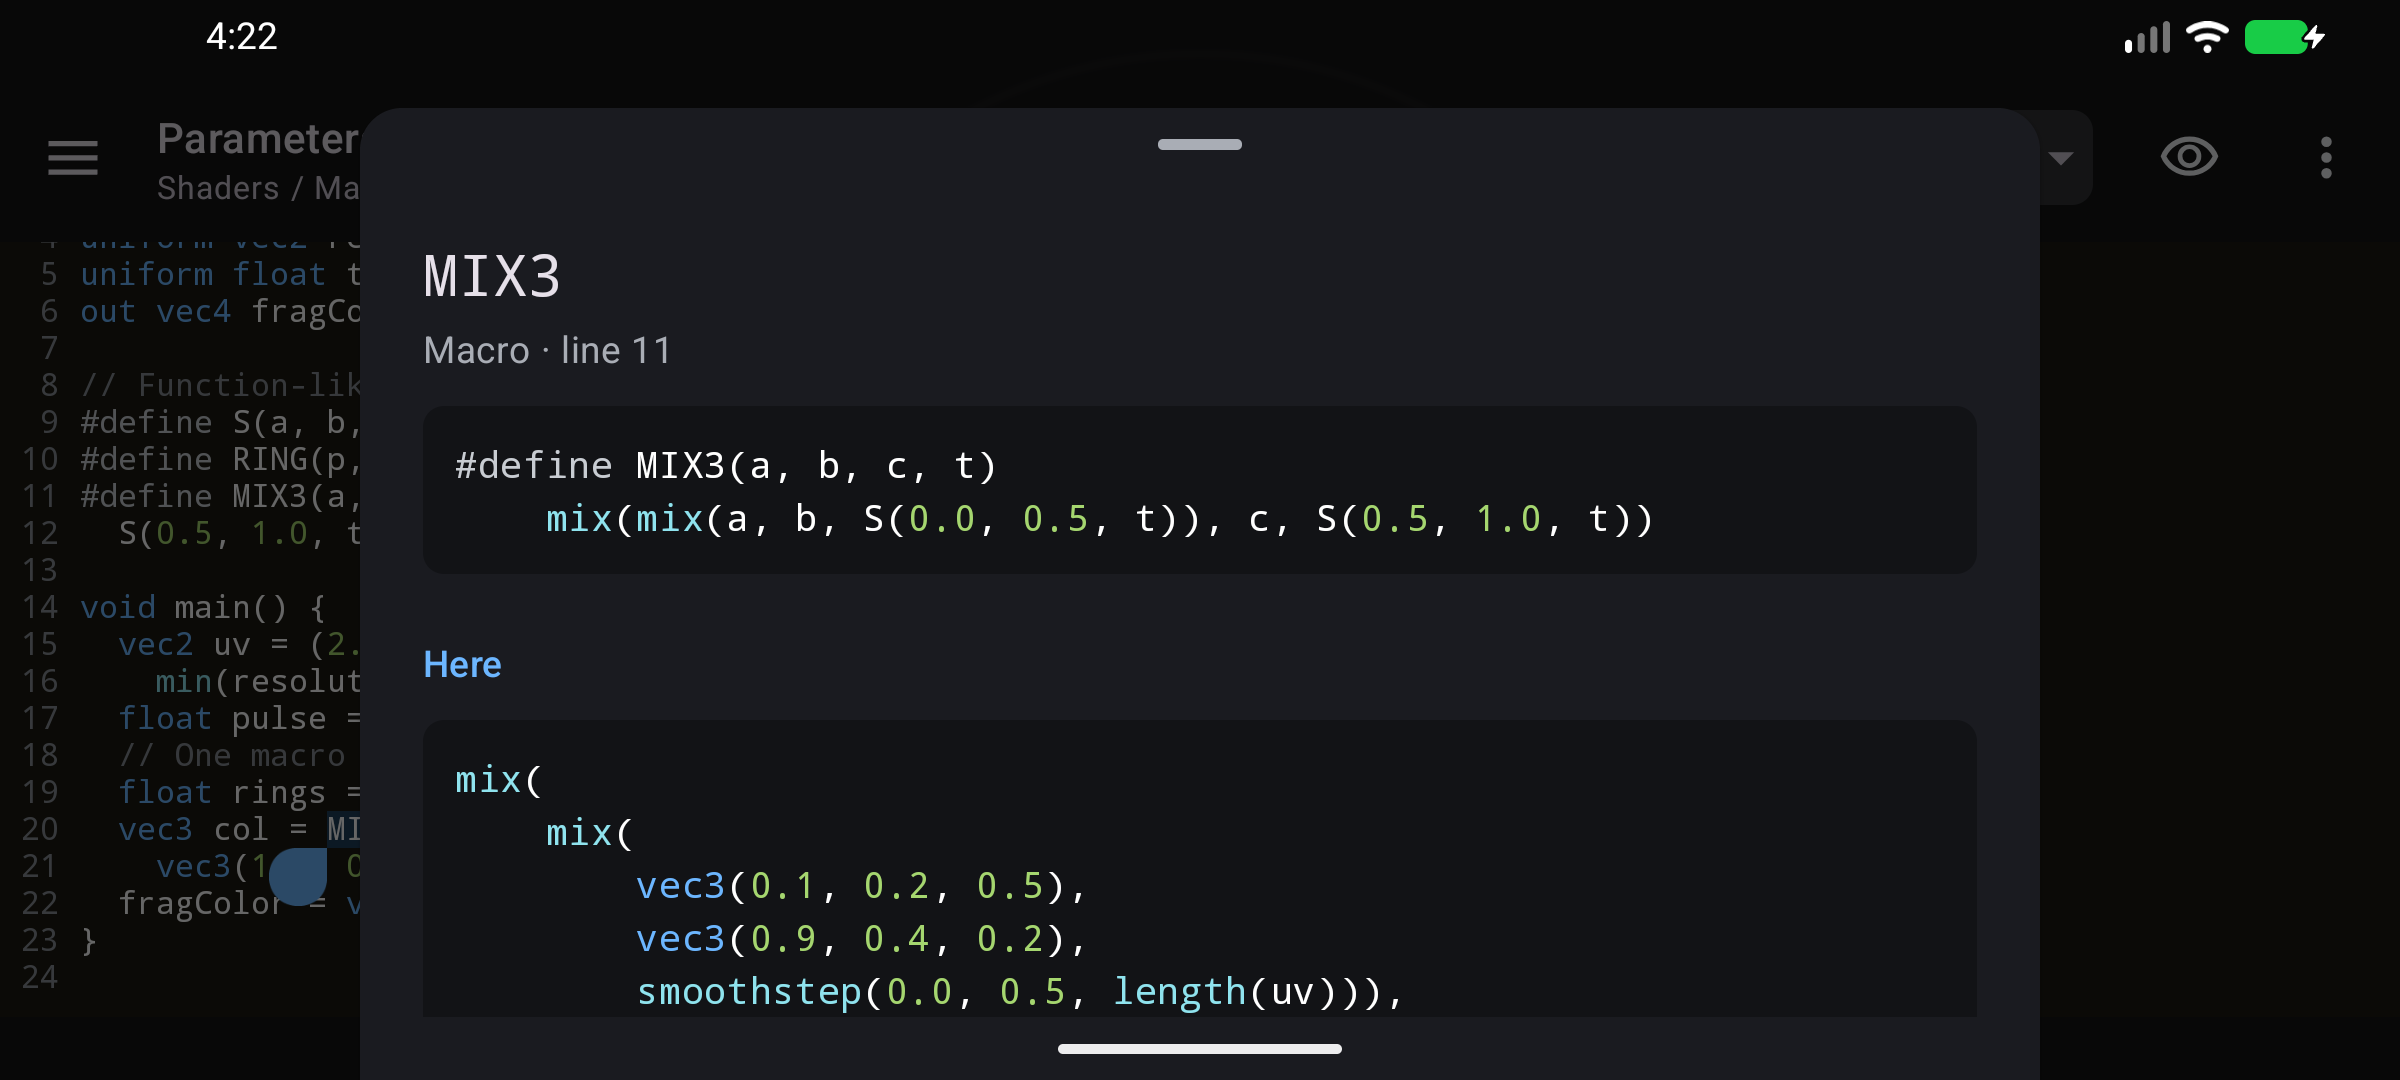 4:22
Parameter
Shaders / Ma
MIX3
Macro · line 11
#define MIX3(a, b, c, t)
mix(mix(a, b, S(0.0, 0.5, t)), c, S(0.5, 1.0, t))
Here
mix(
mix(
vec3(0.1, 0.2, 0.5),
vec3(0.9, 0.4, 0.2),
smoothstep(0.0, 0.5, length(uv))),
4 uniform vec2 re
5 uniform float t
6 out vec4 fragCo
7
8 // Function-lik
9 #define S(a, b,
10 #define RING(p,
11 #define MIX3(a,
12 S(0.5, 1.0, t
13
14 void main() {
15 vec2 uv = (2.
16 min(resolut
17 float pulse =
18 // One macro
19 float rings =
20 vec3 col = MI
21 vec3(1 0
22 fragColor = v
23 }
24